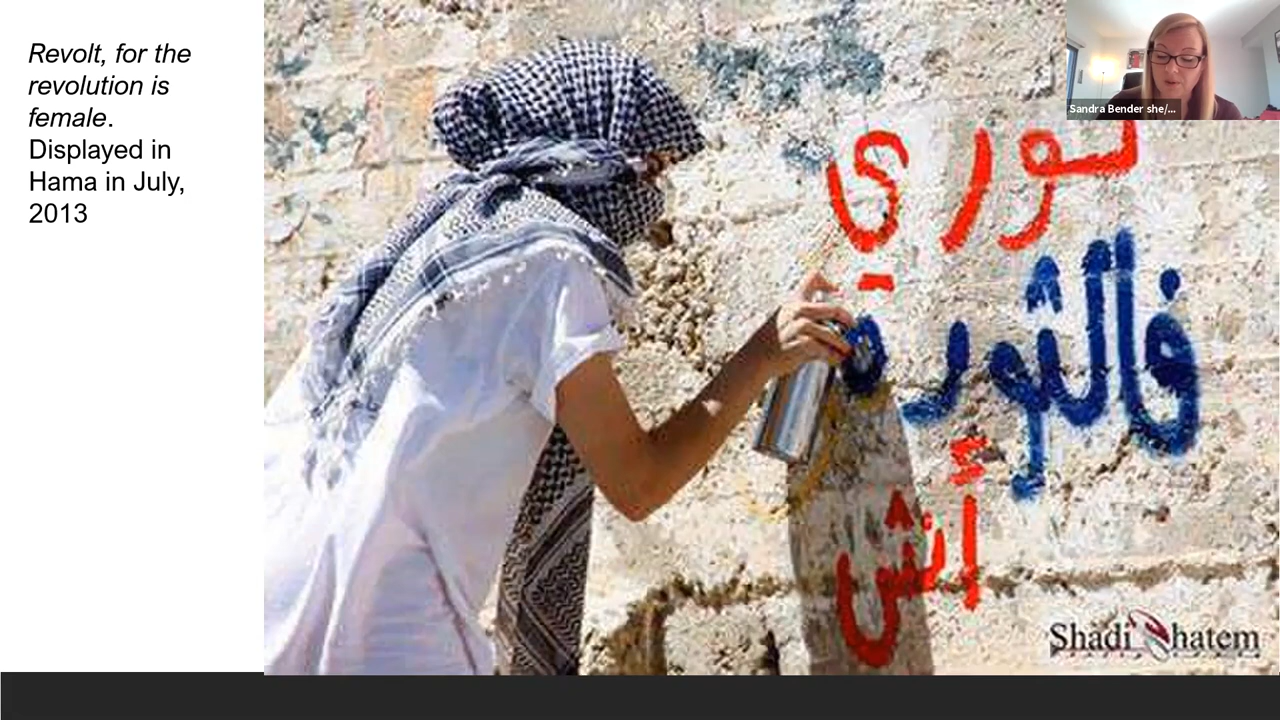 Revolt, for the
revolution is
female.
Displayed in
Hama in July,
2013
Sandra Bender she/...
ثوري
فالثورة
أنثى
Shadi hatem